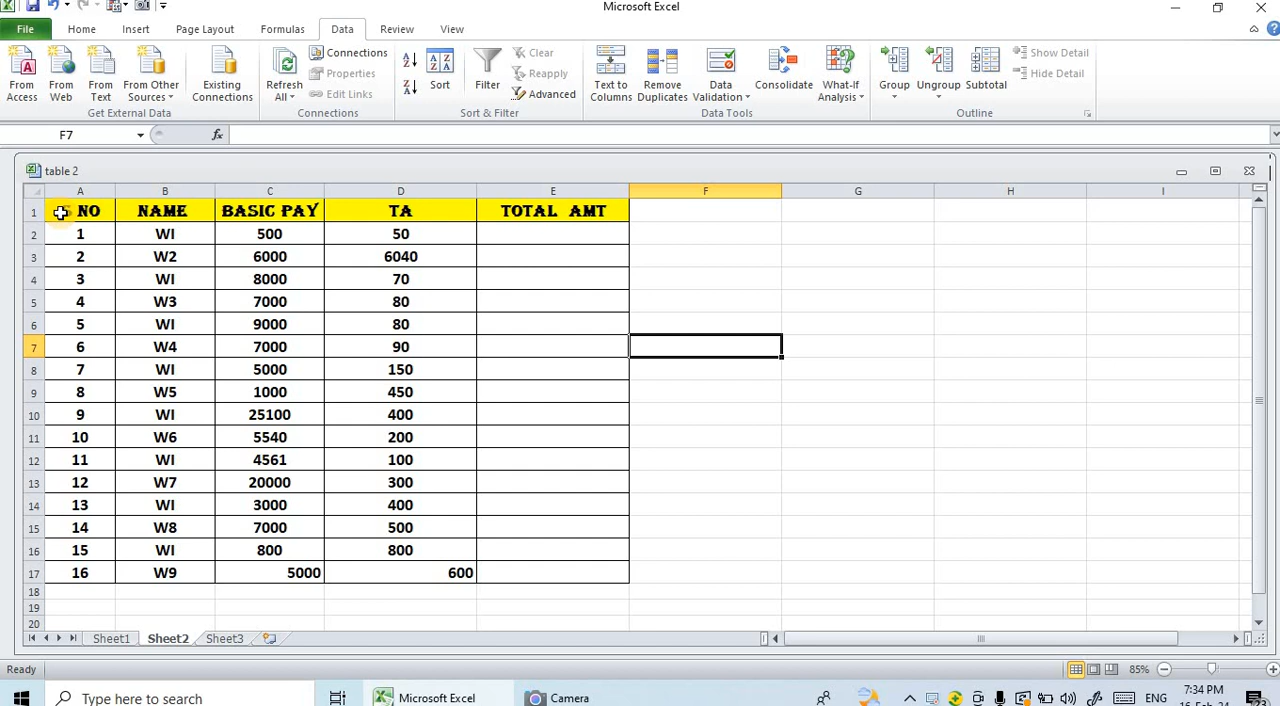 Microsoft Excel
File Home Insert Page Layout Formulas Data Review View
From Access From Web From Text From Other Sources Existing Connections Refresh All Connections Properties Edit Links Sort Filter Clear Reapply Advanced Text to Columns Remove Duplicates Data Validation Consolidate What-If Analysis Group Ungroup Subtotal Show Detail Hide Detail
Get External Data Connections Sort & Filter Data Tools Outline
F7 fx
table 2
A B C D E F G H I
1 NO NAME BASIC PAY TA TOTAL AMT
2 1 WI 500 50
3 2 W2 6000 6040
4 3 WI 8000 70
5 4 W3 7000 80
6 5 WI 9000 80
7 6 W4 7000 90
8 7 WI 5000 150
9 8 W5 1000 450
10 9 WI 25100 400
11 10 W6 5540 200
12 11 WI 4561 100
13 12 W7 20000 300
14 13 WI 3000 400
15 14 W8 7000 500
16 15 WI 800 800
17 16 W9 5000 600
18
19
20
Sheet1 Sheet2 Sheet3
Ready 85%
Type here to search Microsoft Excel Camera ENG 7:34 PM